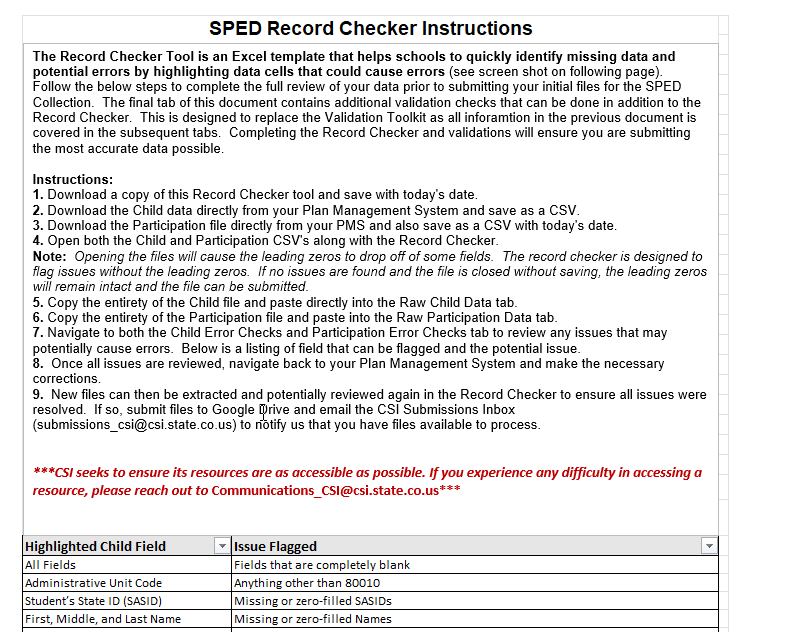 SPED Record Checker Instructions
The Record Checker Tool is an Excel template that helps schools to quickly identify missing data and
potential errors by highlighting data cells that could cause errors (see screen shot on following page).
Follow the below steps to complete the full review of your data prior to submitting your initial files for the SPED
Collection.  The final tab of this document contains additional validation checks that can be done in addition to the
Record Checker.  This is designed to replace the Validation Toolkit as all inforamtion in the previous document is
covered in the subsequent tabs.  Completing the Record Checker and validations will ensure you are submitting
the most accurate data possible.
Instructions:
1. Download a copy of this Record Checker tool and save with today's date.
2. Download the Child data directly from your Plan Management System and save as a CSV.
3. Download the Participation file directly from your PMS and also save as a CSV with today's date.
4. Open both the Child and Participation CSV's along with the Record Checker.
Note:  Opening the files will cause the leading zeros to drop off of some fields.  The record checker is designed to
flag issues without the leading zeros.  If no issues are found and the file is closed without saving, the leading zeros
will remain intact and the file can be submitted.
5. Copy the entirety of the Child file and paste directly into the Raw Child Data tab.
6. Copy the entirety of the Participation file and paste into the Raw Participation Data tab.
7. Navigate to both the Child Error Checks and Participation Error Checks tab to review any issues that may
potentially cause errors.  Below is a listing of field that can be flagged and the potential issue.
8.  Once all issues are reviewed, navigate back to your Plan Management System and make the necessary
corrections.
9.  New files can then be extracted and potentially reviewed again in the Record Checker to ensure all issues were
resolved.  If so, submit files to Google Drive and email the CSI Submissions Inbox
(submissions_csi@csi.state.co.us) to notify us that you have files available to process.
***CSI seeks to ensure its resources are as accessible as possible. If you experience any difficulty in accessing a
resource, please reach out to Communications_CSI@csi.state.co.us***
Highlighted Child Field Issue Flagged
All Fields Fields that are completely blank
Administrative Unit Code Anything other than 80010
Student's State ID (SASID) Missing or zero-filled SASIDs
First, Middle, and Last Name Missing or zero-filled Names